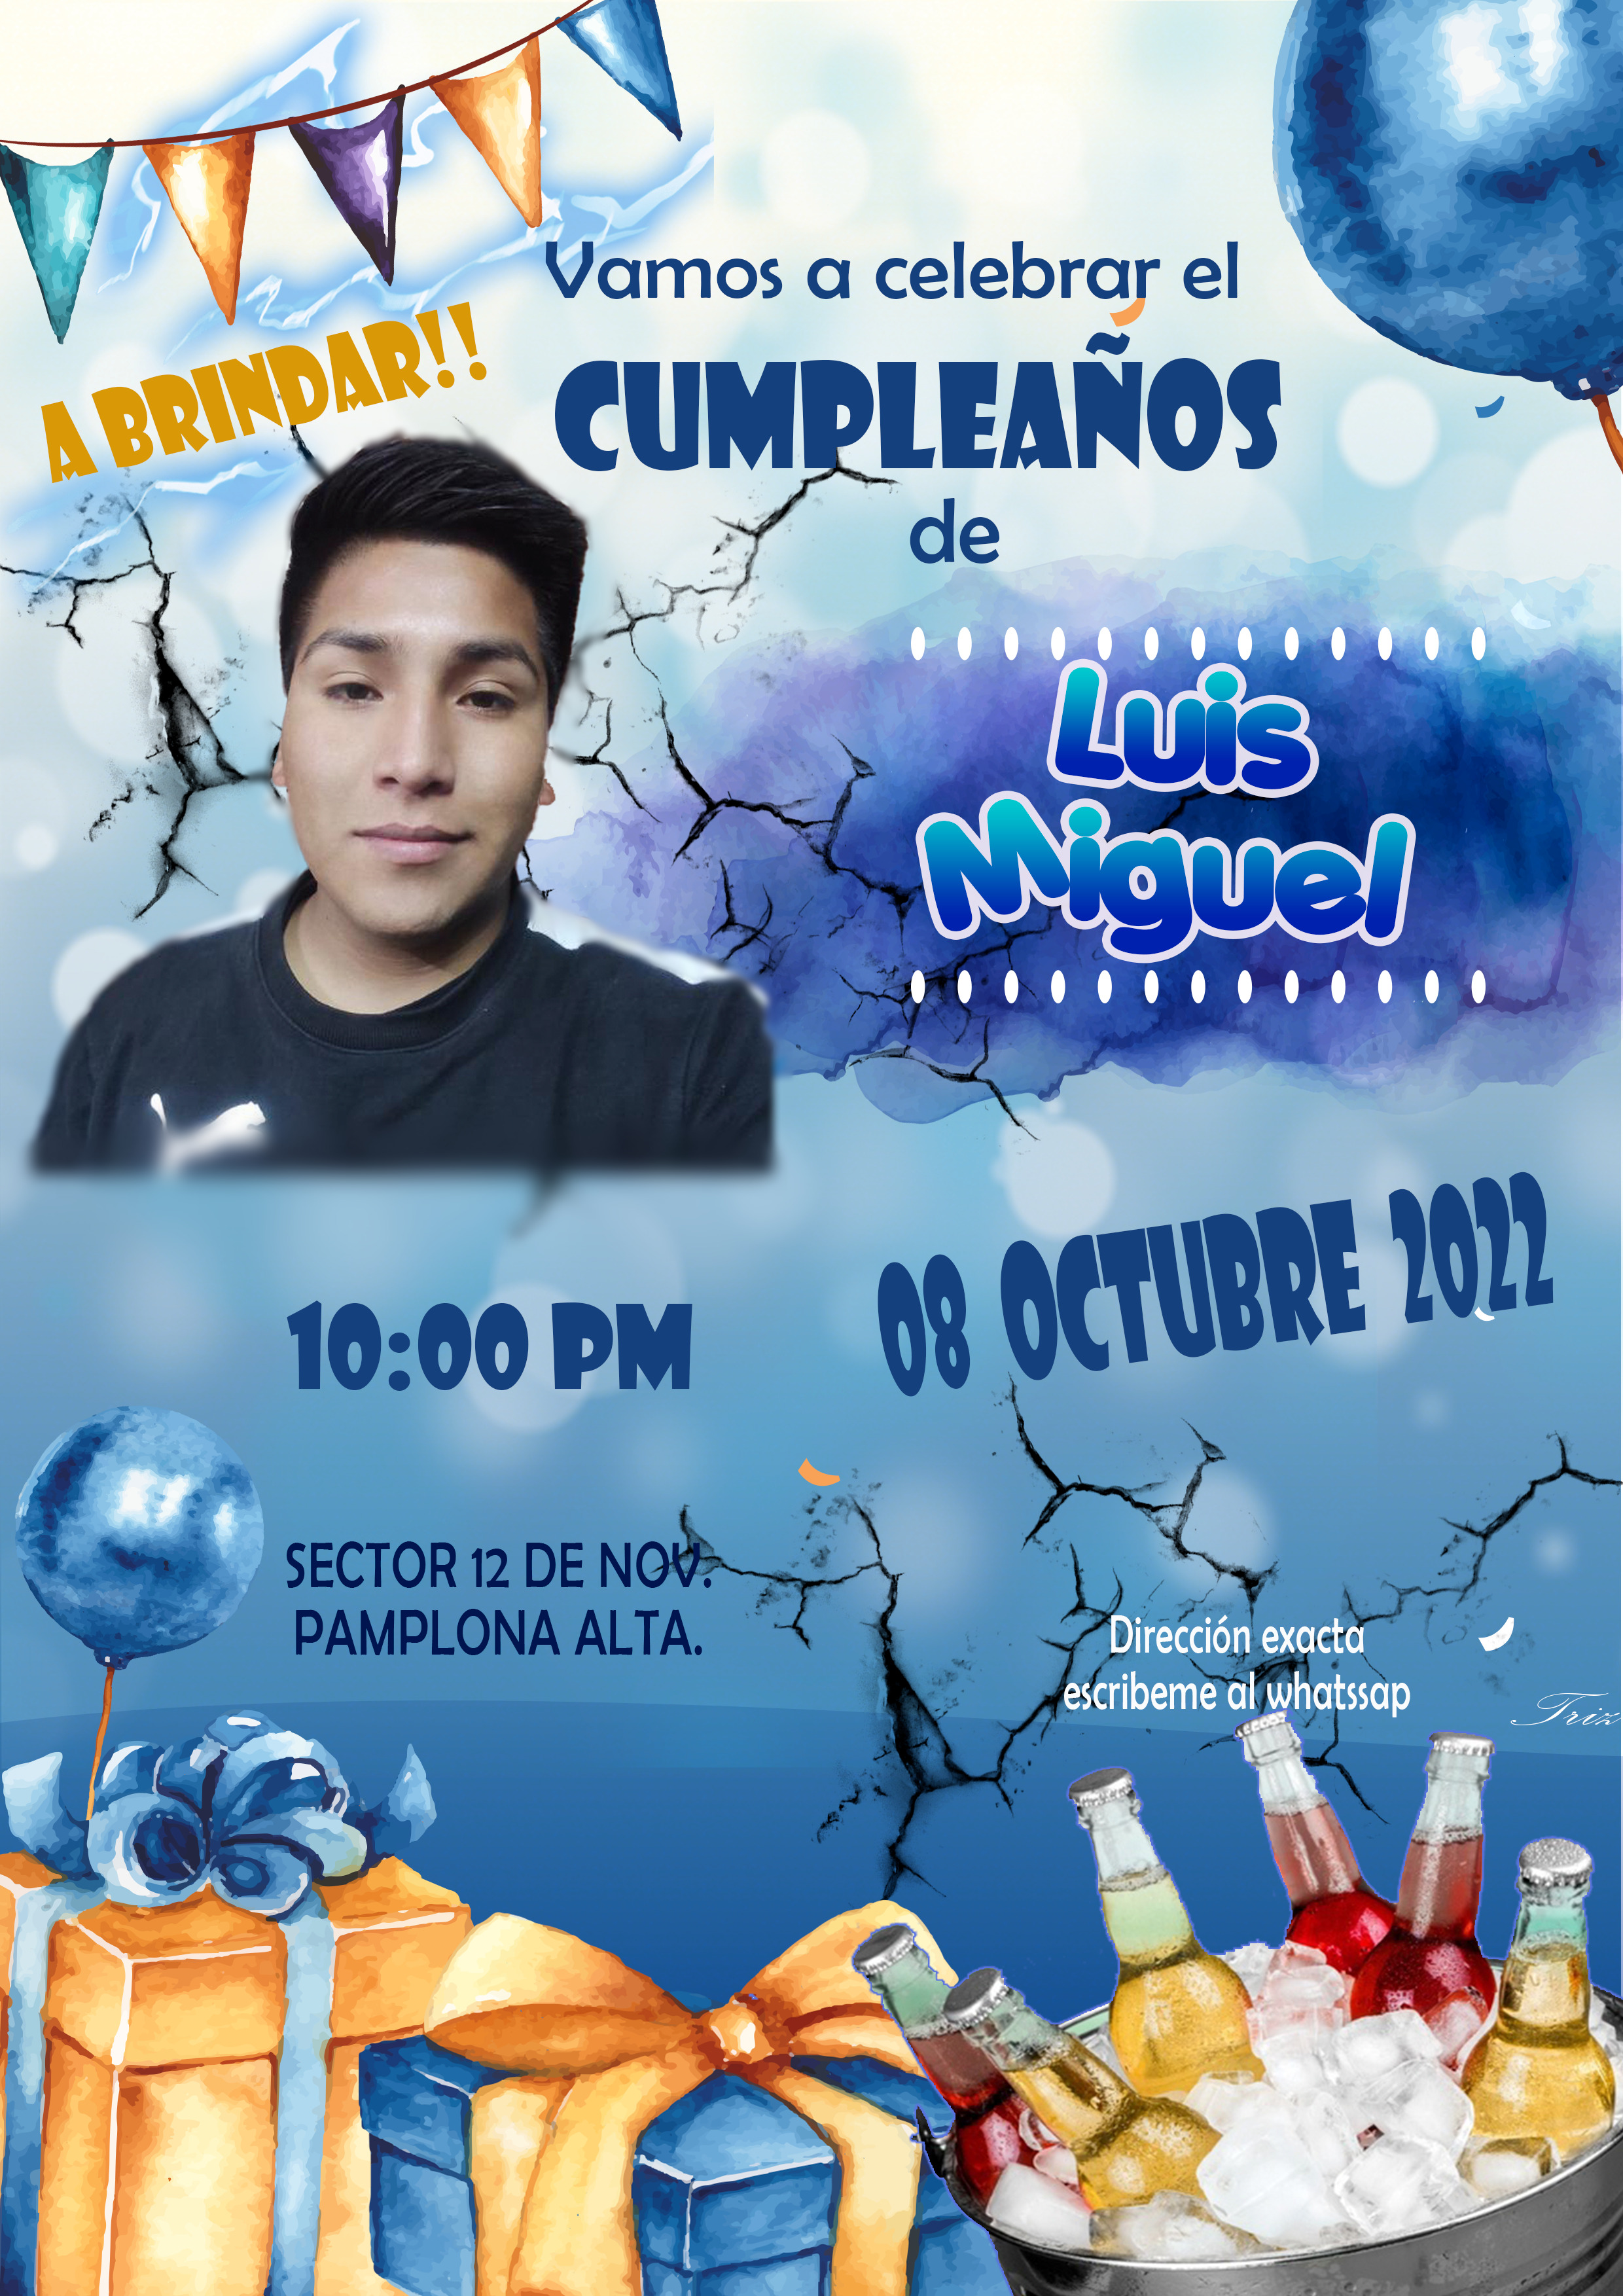 Vamos a celebrar el
A BRINDAR!!
CUMPLEAÑOS
de
Luis
Miguel
08 OCTUBRE 2022
10:00 PM
SECTOR 12 DE NOV.
PAMPLONA ALTA.
Dirección exacta
escribeme al whatssap
Triz